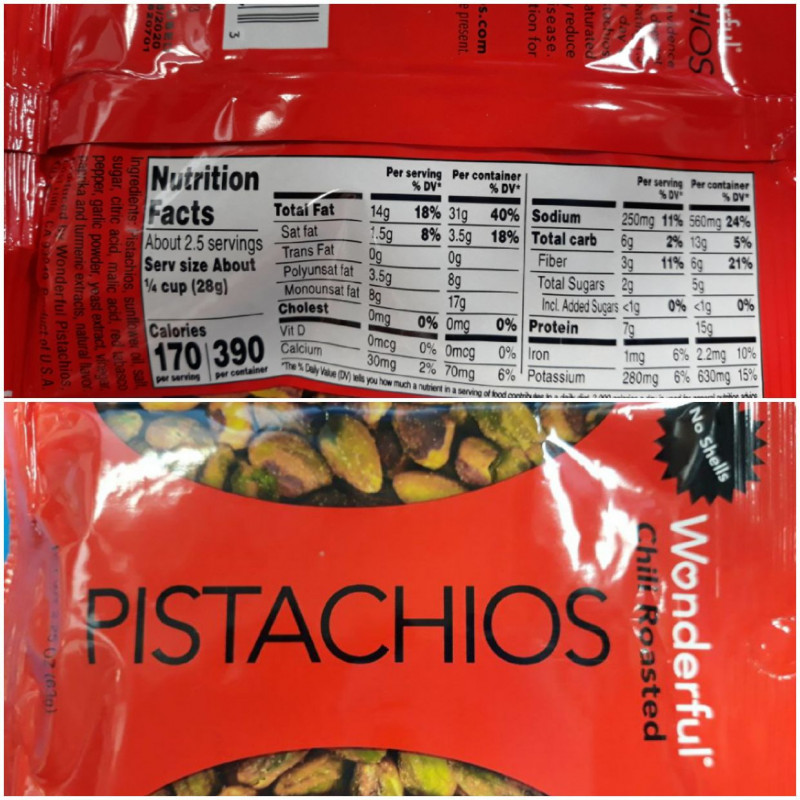 Nutrition
Facts
About 2.5 servings
Serv size About
¼ cup (28g)
Calories
170 390
per serving per container
Per serving Per container
% DV* % DV*
Total Fat 14g 18% 31g 40%
Sat fat 1.5g 8% 3.5g 18%
Trans Fat 0g 0g
Polyunsat fat 3.5g 8g
Monounsat fat 8g 17g
Cholest 0mg 0% 0mg 0%
Vit D 0mcg 0% 0mcg 0%
Calcium 30mg 2% 70mg 6%
Per serving Per container
% DV* % DV*
Sodium 250mg 11% 560mg 24%
Total carb 6g 2% 13g 5%
Fiber 3g 11% 6g 21%
Total Sugars 2g 5g
Incl. Added Sugars <1g 0% <1g 0%
Protein 7g 15g
Iron 1mg 6% 2.2mg 10%
Potassium 280mg 6% 630mg 15%
*The % Daily Value (DV) tells you how much a nutrient in a serving of food contributes to a daily diet.
Ingredients: Pistachios, sunflower oil, salt,
sugar, citric acid, malic acid, red
pepper, garlic powder, yeast extract, vinegar
and turmeric extracts, natural flavor
Wonderful Pistachios.
of U.S.A.
s.com
e present.
reduce
sease.
tion for
3
No Shells
Wonderful
Chili Roasted
PISTACHIOS